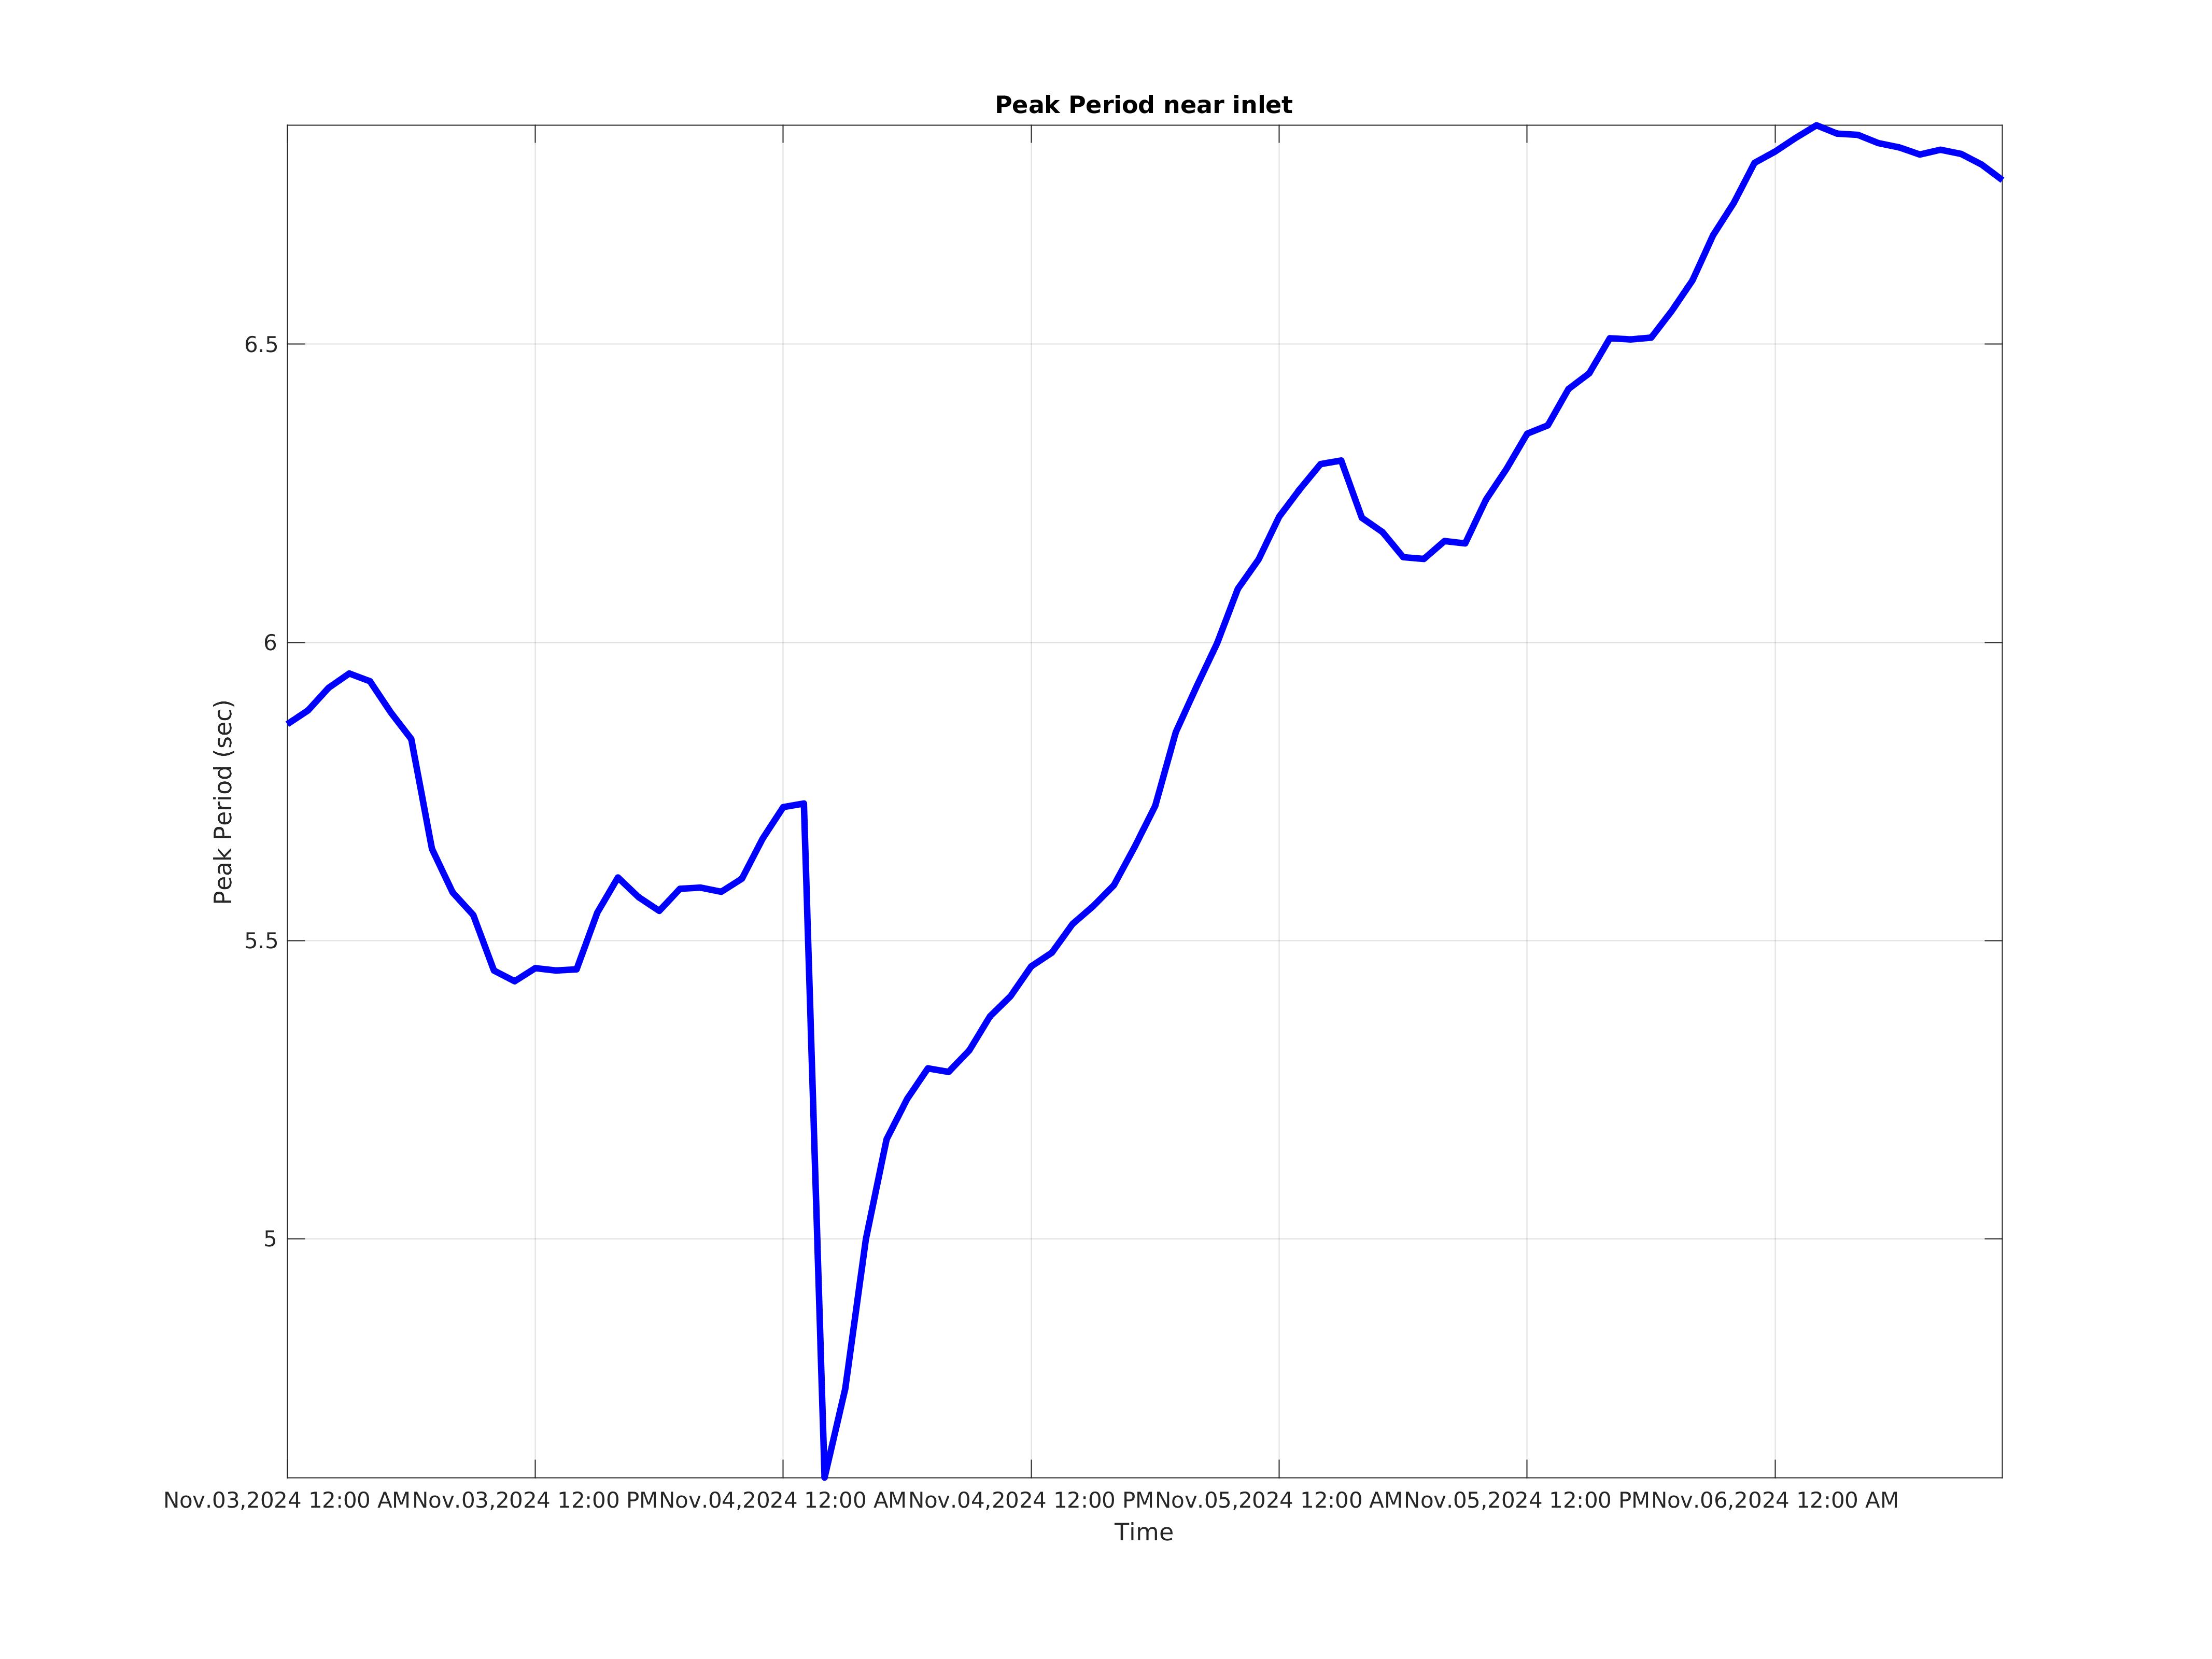 Peak Period near inlet
Peak Period (sec)
6.5
6
5.5
5
Nov.03,2024 12:00 AM Nov.03,2024 12:00 PM Nov.04,2024 12:00 AM Nov.04,2024 12:00 PM Nov.05,2024 12:00 AM Nov.05,2024 12:00 PM Nov.06,2024 12:00 AM
Time